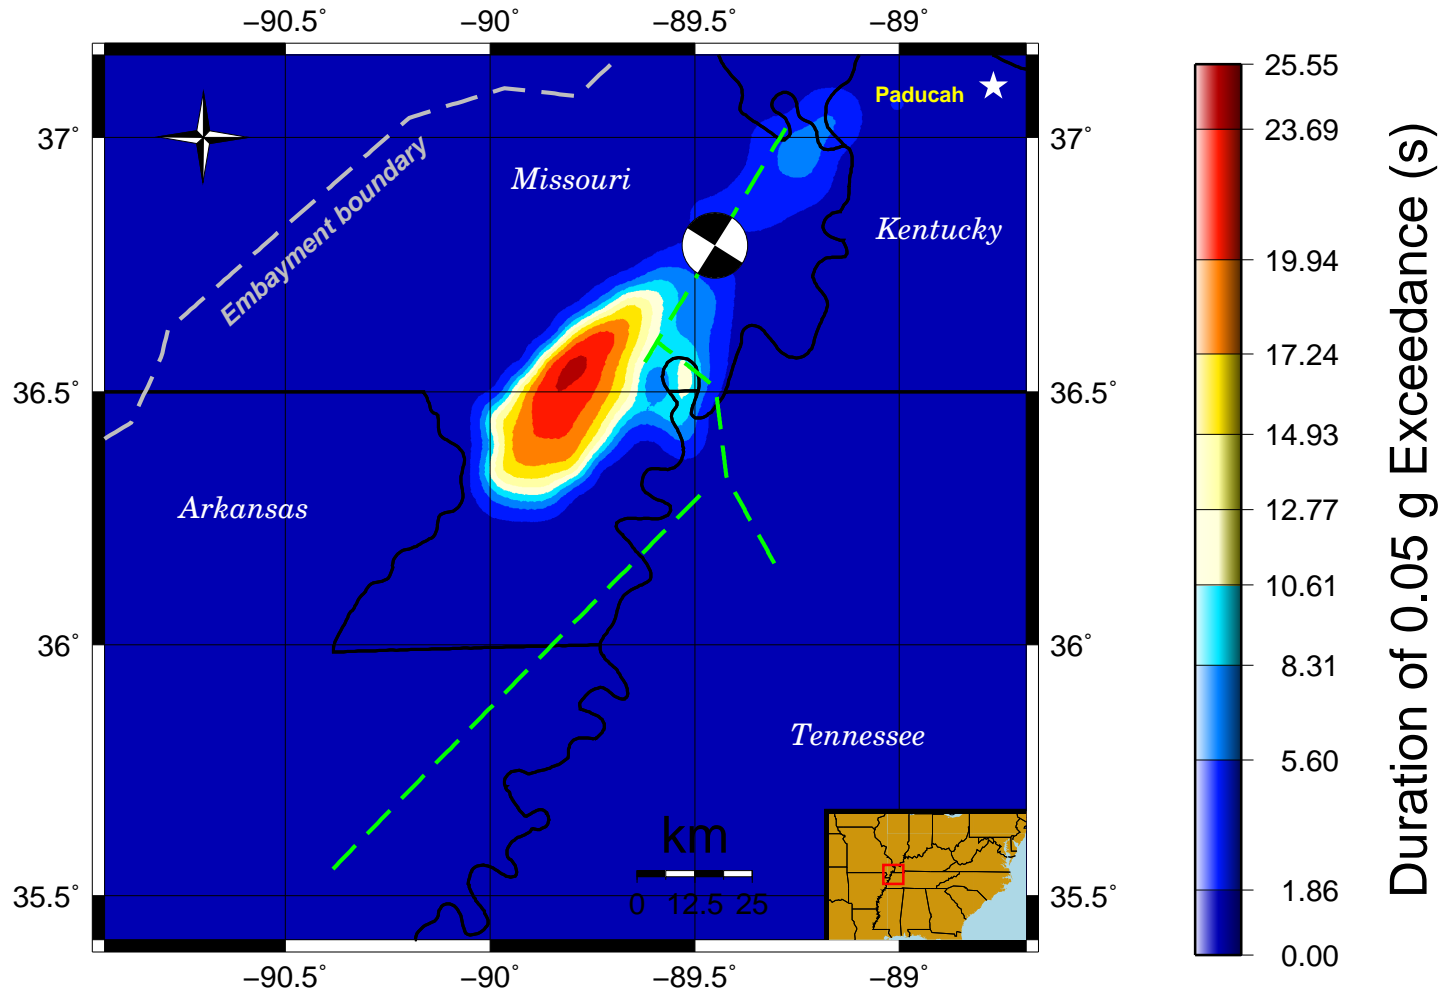 −90.5˚ −90˚ −89.5˚ −89˚
37˚ 37˚
36.5˚ 36.5˚
36˚ 36˚
35.5˚ 35.5˚
Paducah
Missouri
Embayment boundary
Kentucky
Arkansas
Tennessee
km
0 12.5 25
−90.5˚ −90˚ −89.5˚ −89˚
25.55
23.69
19.94
17.24
14.93
12.77
10.61
8.31
5.60
1.86
0.00
Duration of 0.05 g Exceedance (s)